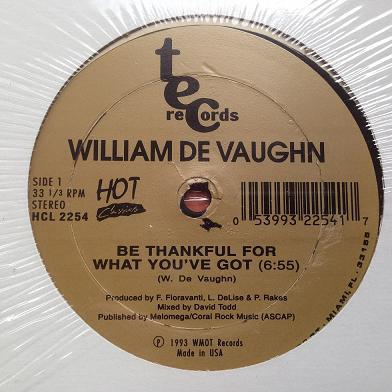 tec
records
WILLIAM DE VAUGHN
SIDE 1
33 1/3 RPM
STEREO
HCL 2254
HOT
Classics
0 53993 22541 7
BE THANKFUL FOR
WHAT YOU'VE GOT (6:55)
(W. De Vaughn)
Produced by F. Fioravanti, L. DeLise & P. Rakes
Mixed by David Todd
Published by Melomega/Coral Rock Music (ASCAP)
℗ 1993 WMOT Records
Made in USA
MIAMI, FL. 33155